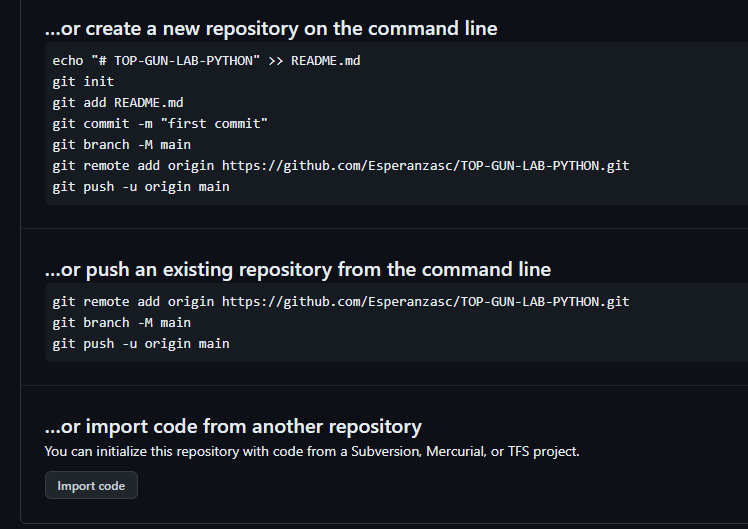 ...or create a new repository on the command line
echo "# TOP-GUN-LAB-PYTHON" >> README.md
git init
git add README.md
git commit -m "first commit"
git branch -M main
git remote add origin https://github.com/Esperanzasc/TOP-GUN-LAB-PYTHON.git
git push -u origin main
...or push an existing repository from the command line
git remote add origin https://github.com/Esperanzasc/TOP-GUN-LAB-PYTHON.git
git branch -M main
git push -u origin main
...or import code from another repository
You can initialize this repository with code from a Subversion, Mercurial, or TFS project.
Import code